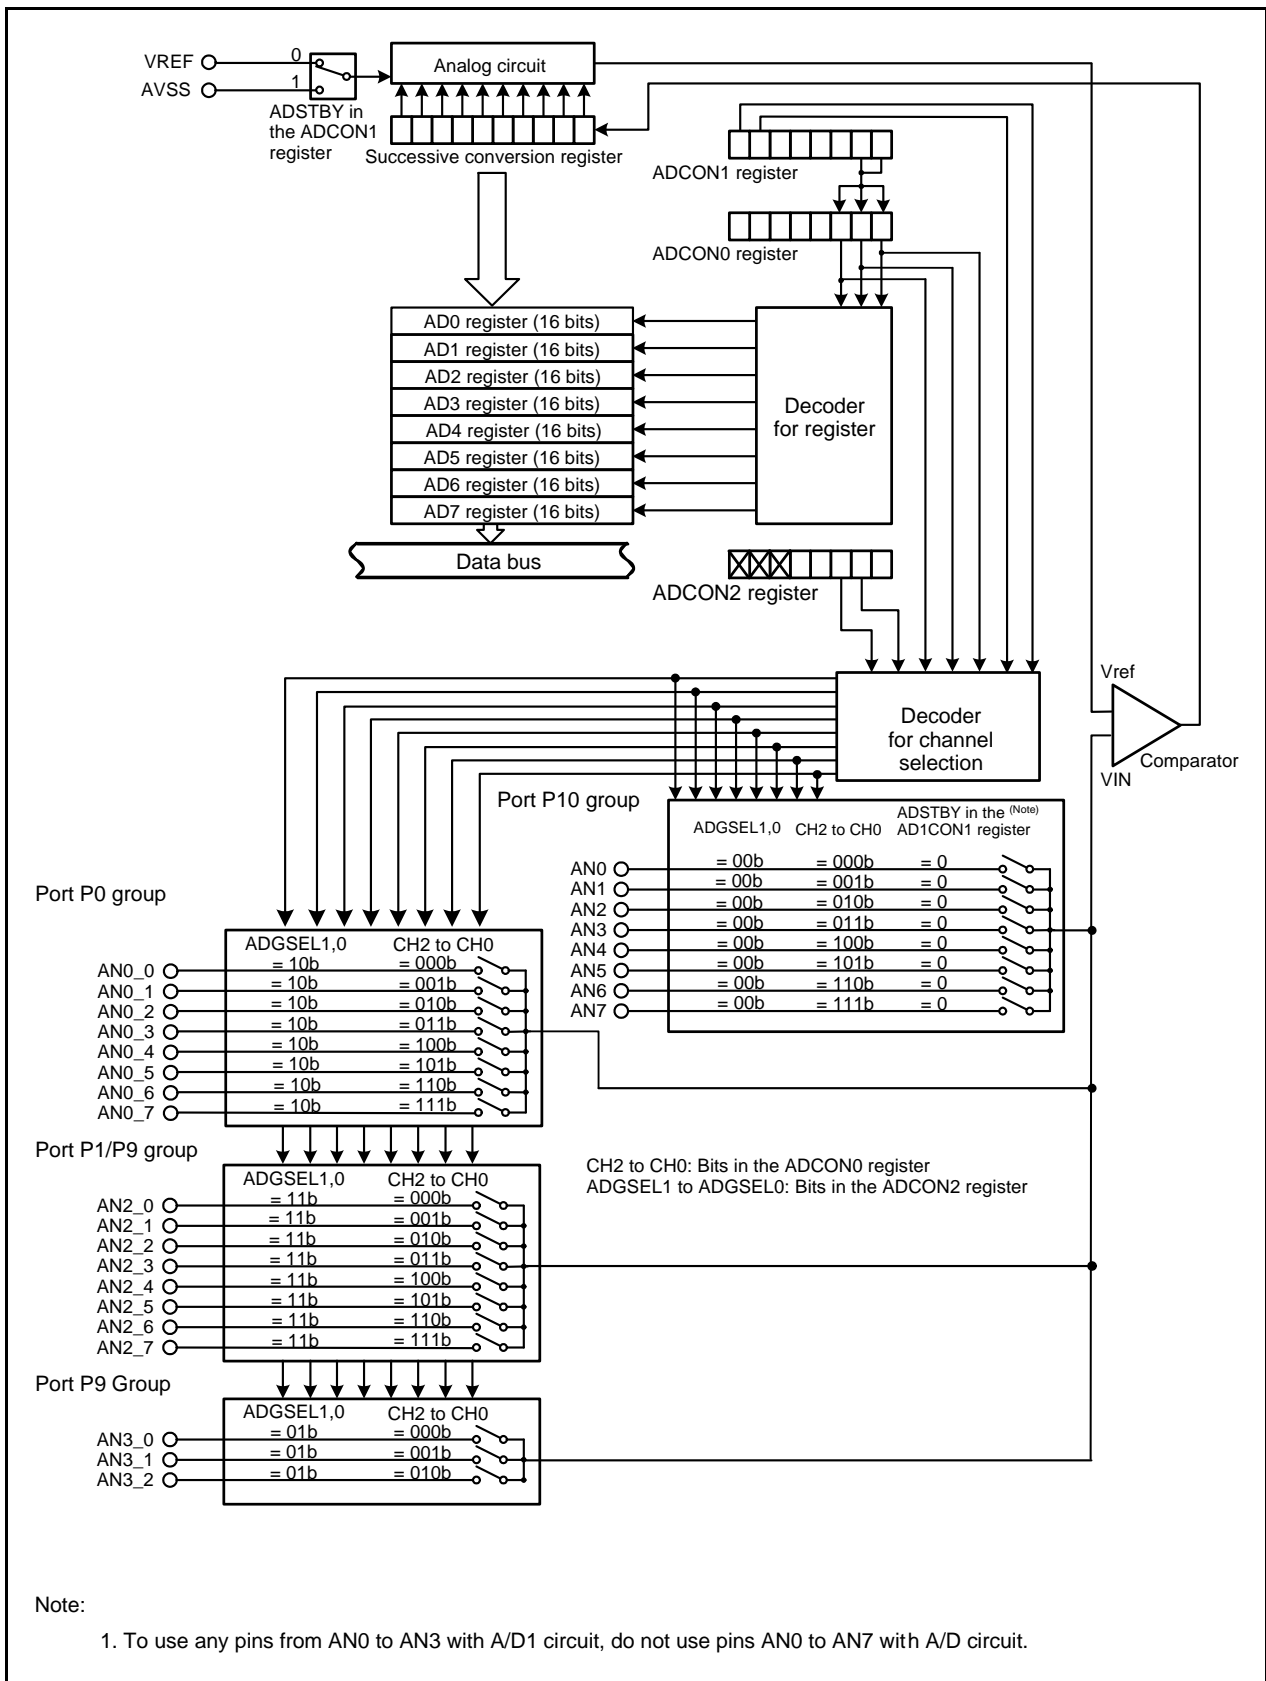 VREF
0
AVSS
1
ADSTBY in
the ADCON1
register
Analog circuit
Successive conversion register
ADCON1 register
ADCON0 register
AD0 register (16 bits)
AD1 register (16 bits)
AD2 register (16 bits)
AD3 register (16 bits)
AD4 register (16 bits)
AD5 register (16 bits)
AD6 register (16 bits)
AD7 register (16 bits)
Decoder
for register
Data bus
ADCON2 register
Decoder
for channel
selection
Vref
VIN
Comparator
Port P10 group
ADGSEL1,0 CH2 to CH0 ADSTBY in the (Note)
AD1CON1 register
AN0 = 00b = 000b = 0
AN1 = 00b = 001b = 0
AN2 = 00b = 010b = 0
AN3 = 00b = 011b = 0
AN4 = 00b = 100b = 0
AN5 = 00b = 101b = 0
AN6 = 00b = 110b = 0
AN7 = 00b = 111b = 0
Port P0 group
ADGSEL1,0 CH2 to CH0
AN0_0 = 10b = 000b
AN0_1 = 10b = 001b
AN0_2 = 10b = 010b
AN0_3 = 10b = 011b
AN0_4 = 10b = 100b
AN0_5 = 10b = 101b
AN0_6 = 10b = 110b
AN0_7 = 10b = 111b
Port P1/P9 group
ADGSEL1,0 CH2 to CH0
AN2_0 = 11b = 000b
AN2_1 = 11b = 001b
AN2_2 = 11b = 010b
AN2_3 = 11b = 011b
AN2_4 = 11b = 100b
AN2_5 = 11b = 101b
AN2_6 = 11b = 110b
AN2_7 = 11b = 111b
CH2 to CH0: Bits in the ADCON0 register
ADGSEL1 to ADGSEL0: Bits in the ADCON2 register
Port P9 Group
ADGSEL1,0 CH2 to CH0
AN3_0 = 01b = 000b
AN3_1 = 01b = 001b
AN3_2 = 01b = 010b
Note:
1. To use any pins from AN0 to AN3 with A/D1 circuit, do not use pins AN0 to AN7 with A/D circuit.